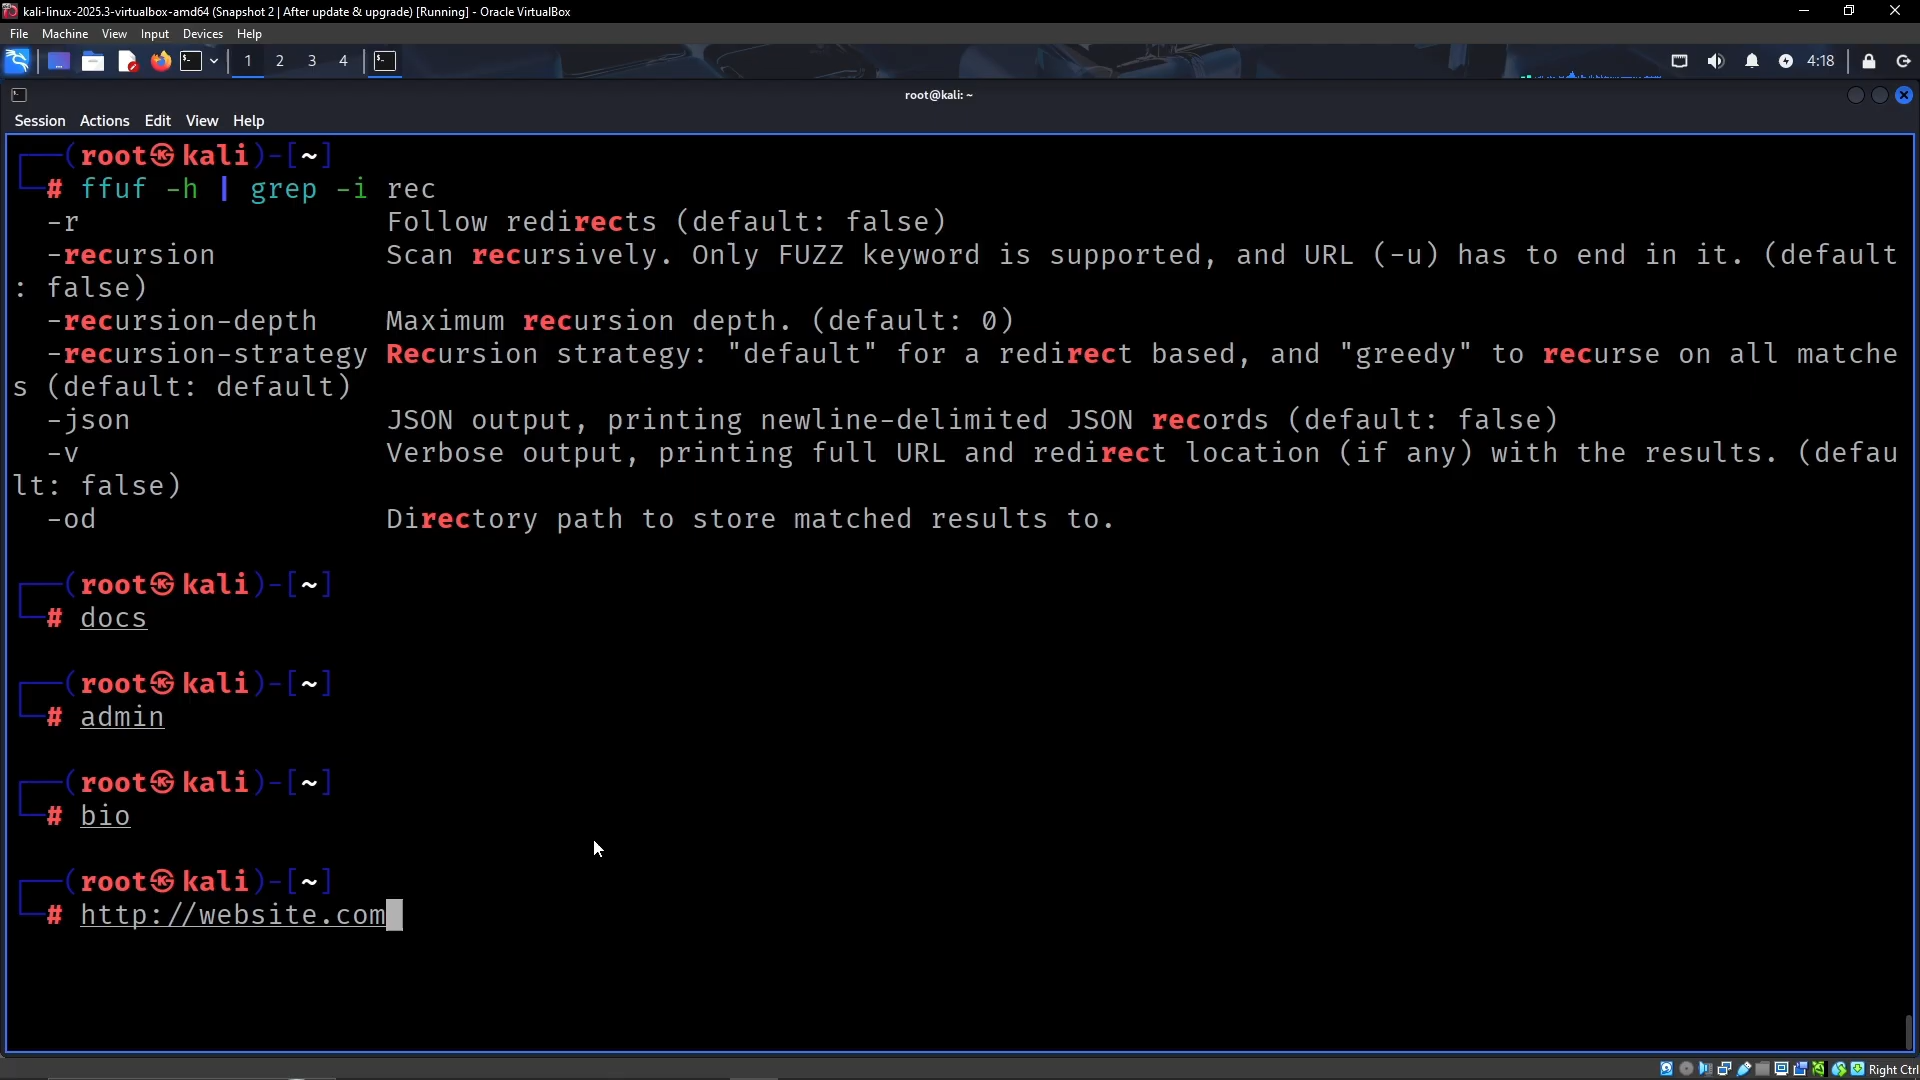 kali-linux-2025.3-virtualbox-amd64 (Snapshot 2 | After update & upgrade) [Running] - Oracle VirtualBox
File Machine View Input Devices Help
1 2 3 4 4:18
root@kali: ~
Session Actions Edit View Help
┌──(root㉿kali)-[~]
└─# ffuf -h | grep -i rec
-r Follow redirects (default: false)
-recursion Scan recursively. Only FUZZ keyword is supported, and URL (-u) has to end in it. (default
: false)
-recursion-depth Maximum recursion depth. (default: 0)
-recursion-strategy Recursion strategy: "default" for a redirect based, and "greedy" to recurse on all matche
s (default: default)
-json JSON output, printing newline-delimited JSON records (default: false)
-v Verbose output, printing full URL and redirect location (if any) with the results. (defau
lt: false)
-od Directory path to store matched results to.
┌──(root㉿kali)-[~]
└─# docs
┌──(root㉿kali)-[~]
└─# admin
┌──(root㉿kali)-[~]
└─# bio
┌──(root㉿kali)-[~]
└─# http://website.com
Right Ctrl